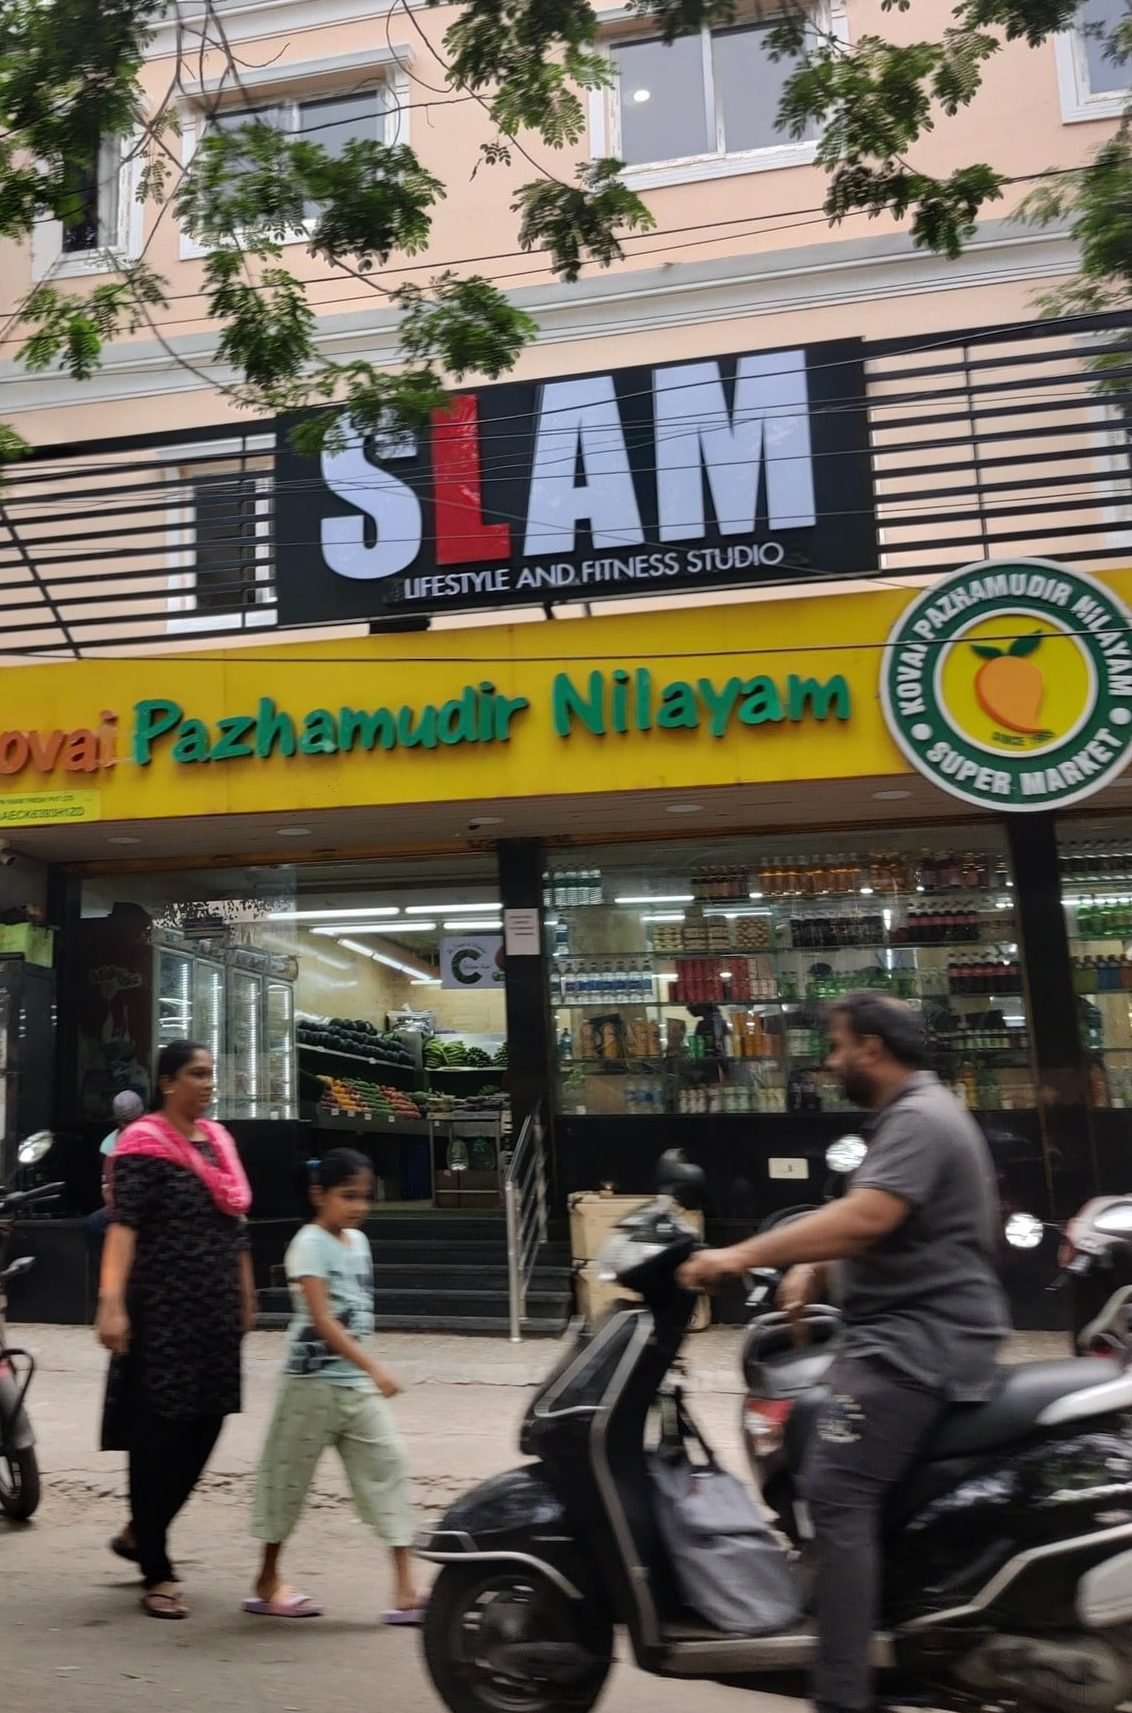 SLAM
LIFESTYLE AND FITNESS STUDIO
ovai Pazhamudir Nilayam
KOVAI PAZHAMUDIR NILAYAM
SUPER MARKET